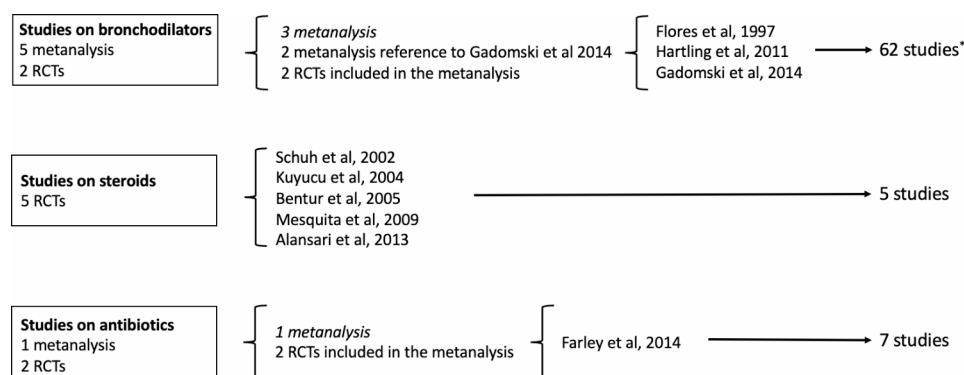 Studies on bronchodilators
5 metanalysis
2 RCTs
3 metanalysis
2 metanalysis reference to Gadomski et al 2014
2 RCTs included in the metanalysis
Flores et al, 1997
Hartling et al, 2011
Gadomski et al, 2014
62 studies*
Studies on steroids
5 RCTs
Schuh et al, 2002
Kuyucu et al, 2004
Bentur et al, 2005
Mesquita et al, 2009
Alansari et al, 2013
5 studies
Studies on antibiotics
1 metanalysis
2 RCTs
1 metanalysis
2 RCTs included in the metanalysis
Farley et al, 2014
7 studies